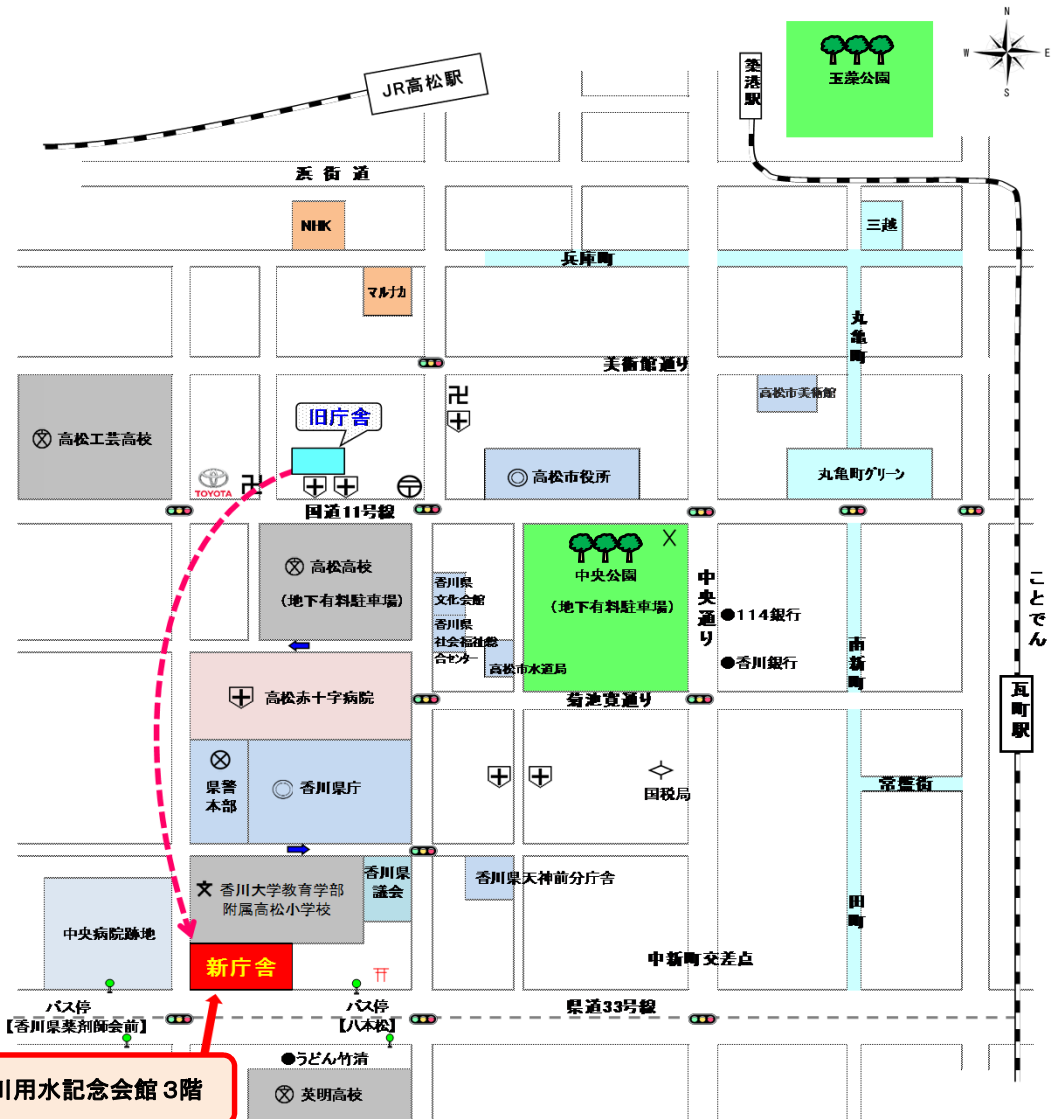 N
W
E
S
JR高松駅
築港駅
玉藻公園
浜街道
NHK
三越
兵庫町
マルナカ
丸亀町
美術館通り
高松市美術館
旧庁舎
高松工芸高校
TOYOTA
高松市役所
丸亀町グリーン
国道11号線
高松高校
(地下有料駐車場)
中央公園
(地下有料駐車場)
香川県
文化会館
香川県
社会福祉総
合センター
高松市水道局
中央通り
●114銀行
●香川銀行
南新町
ことでん
高松赤十字病院
菊池寛通り
瓦町駅
県警
本部
香川県庁
国税局
常盤街
香川県
議会
香川大学教育学部
附属高松小学校
香川県天神前分庁舎
田町
中央病院跡地
新庁舎
中新町交差点
バス停
【香川県薬剤師会前】
バス停
【八本松】
県道33号線
●うどん竹清
川用水記念会館3階
英明高校